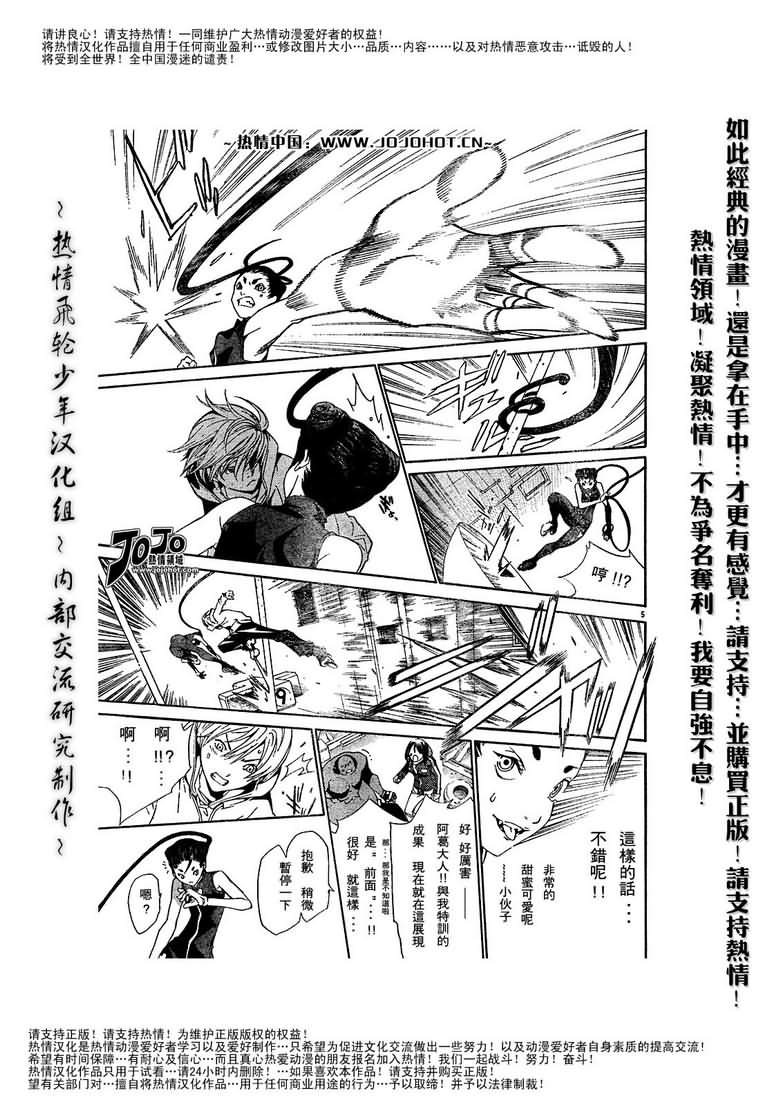 请讲良心！请支持热情！一同维护广大热情动漫爱好者的权益！
将热情汉化作品擅自用于任何商业盈利…或修改图片大小…品质…内容……以及对热情恶意攻击…诋毁的人！
将受到全世界！全中国漫迷的谴责！
~热情中国：WWW.JOJOHOT.CN~
如此經典的漫畫！還是拿在手中…才更有感覺…請支持…並購買正版！請支持熱情！
熱情領域！凝聚熱情！不為爭名奪利！我要自強不息！
~热情飞轮少年汉化组~内部交流研究制作~
JOJO
熱情領域
www.jojohot.com
哼!!?
5
9
這樣的話…
不錯呢!!
非常的
甜蜜可愛呢
~~~~小伙子
好 好厲害——
阿葛大人!!與我特訓的
成果 現在就在這展現
那…那我是不知道啦
是"前面"…!!
很好 就這樣…
啊!!?
啊…!!
抱歉 稍微
暫停一下
嗯?
请支持正版！请支持热情！为维护正版版权的权益！
热情汉化是热情动漫爱好者学习以及爱好制作…只希望为促进文化交流做出一些努力！以及动漫爱好者自身素质的提高交流！
希望有时间保障…有耐心及信心…而且真心热爱动漫的朋友报名加入热情！我们一起战斗！努力！奋斗！
热情汉化作品只用于试看…请24小时内删除！…如果喜欢本作品！请支持并购买正版！
望有关部门对…擅自将热情汉化作品…用于任何商业用途的行为…予以取缔！并予以法律制裁！